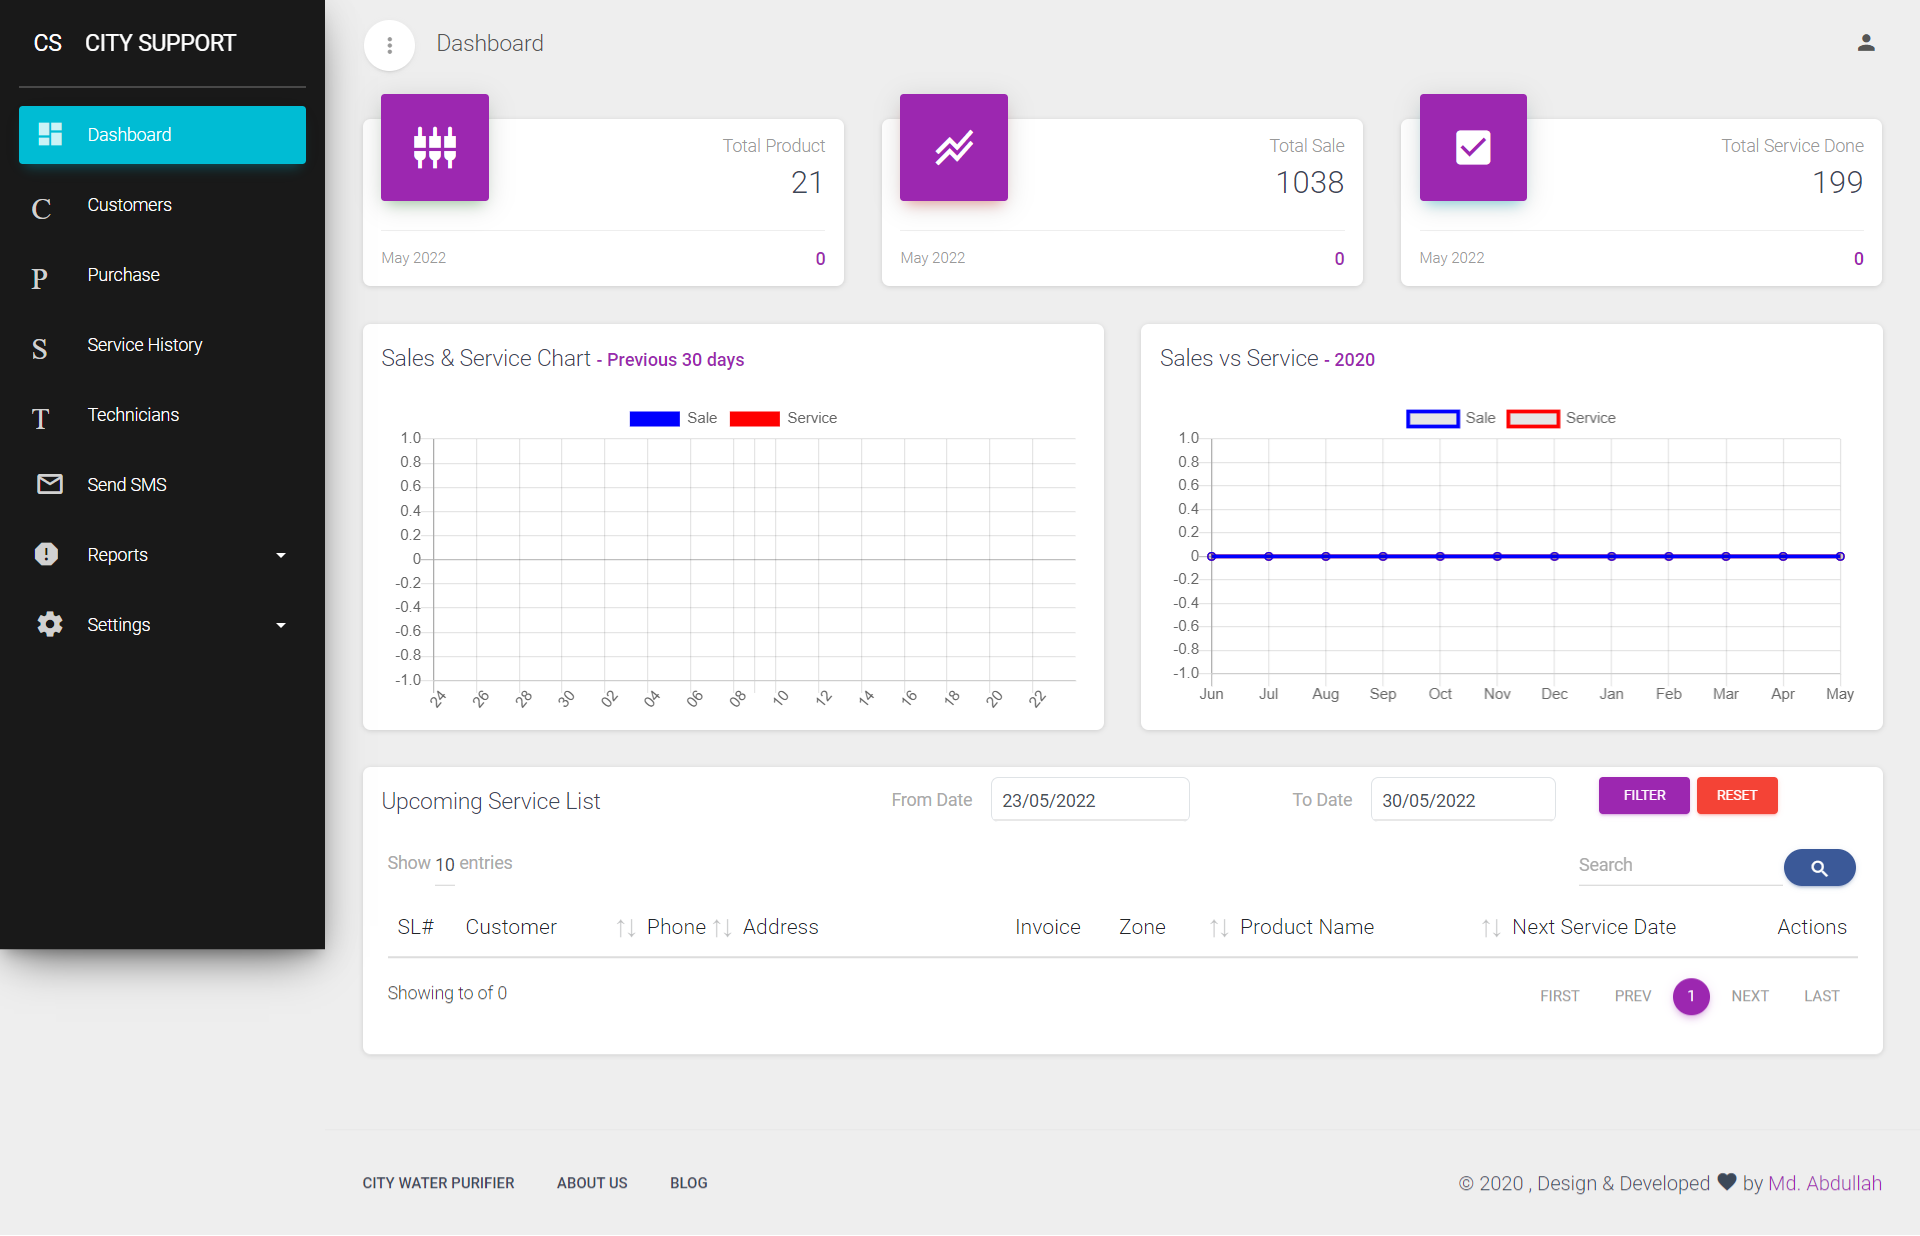 CS CITY SUPPORT
Dashboard
C Customers
P Purchase
S Service History
T Technicians
Send SMS
Reports
Settings
Dashboard
Total Product
21
May 2022 0
Total Sale
1038
May 2022 0
Total Service Done
199
May 2022 0
Sales & Service Chart - Previous 30 days
Sale Service
1.0
0.8
0.6
0.4
0.2
0
-0.2
-0.4
-0.6
-0.8
-1.0
24 26 28 30 02 04 06 08 10 12 14 16 18 20 22
Sales vs Service - 2020
Sale Service
1.0
0.8
0.6
0.4
0.2
0
-0.2
-0.4
-0.6
-0.8
-1.0
Jun Jul Aug Sep Oct Nov Dec Jan Feb Mar Apr May
Upcoming Service List From Date 23/05/2022 To Date 30/05/2022 FILTER RESET
Show 10 entries Search
SL# Customer Phone Address Invoice Zone Product Name Next Service Date Actions
Showing to of 0 FIRST PREV 1 NEXT LAST
CITY WATER PURIFIER ABOUT US BLOG © 2020 , Design & Developed by Md. Abdullah